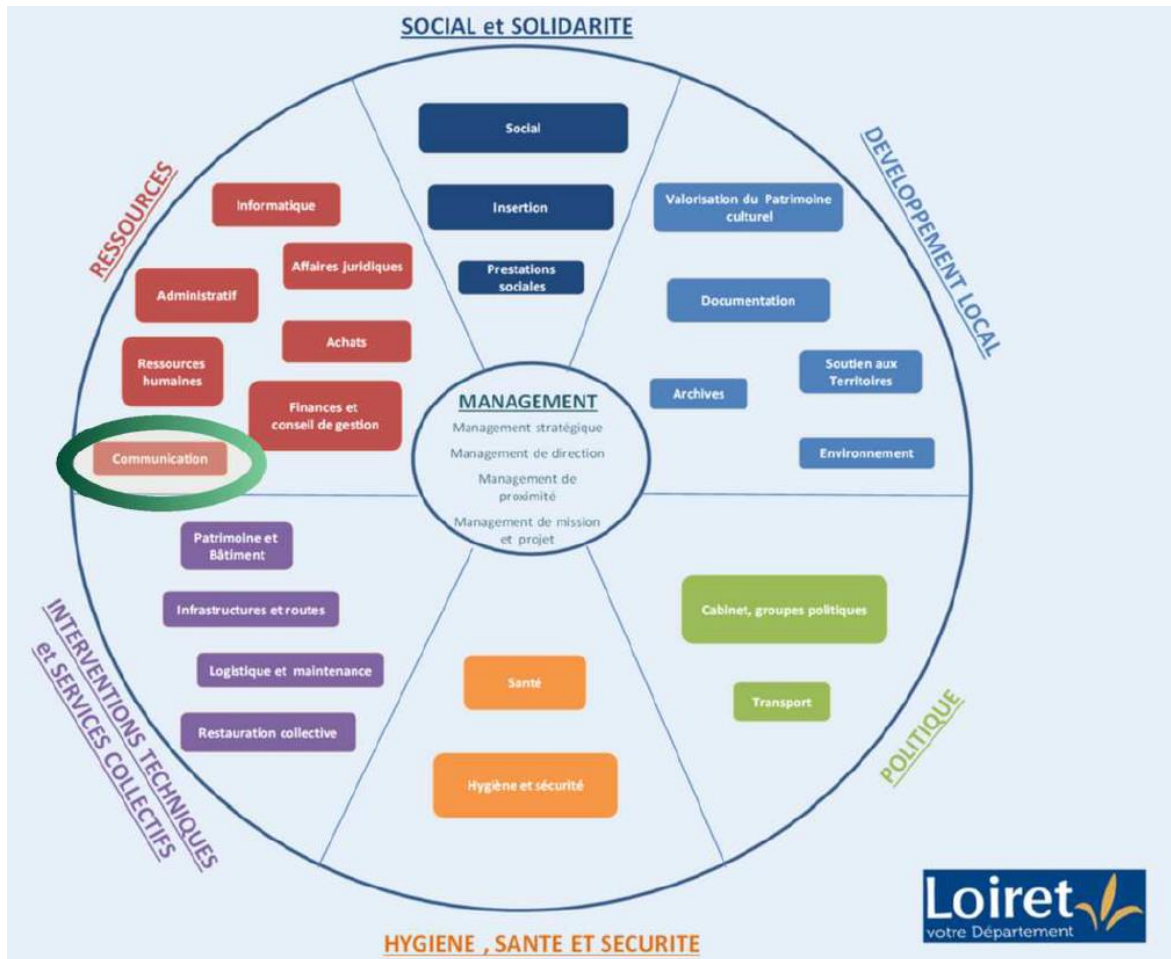 SOCIAL et SOLIDARITE
Social
Insertion
Prestations
sociales
RESSOURCES
Informatique
Affaires juridiques
Administratif
Achats
Ressources
humaines
Finances et
conseil de gestion
Communication
DEVELOPPEMENT LOCAL
Valorisation du Patrimoine
culturel
Documentation
Soutien aux
Territoires
Archives
Environnement
MANAGEMENT
Management stratégique
Management de direction
Management de
proximité
Management de mission
et projet
INTERVENTIONS TECHNIQUES
et SERVICES COLLECTIFS
Patrimoine et
Bâtiment
Infrastructures et routes
Logistique et maintenance
Restauration collective
Santé
Hygiène et sécurité
HYGIENE , SANTE ET SECURITE
Cabinet, groupes politiques
Transport
POLITIQUE
Loiret
votre Département